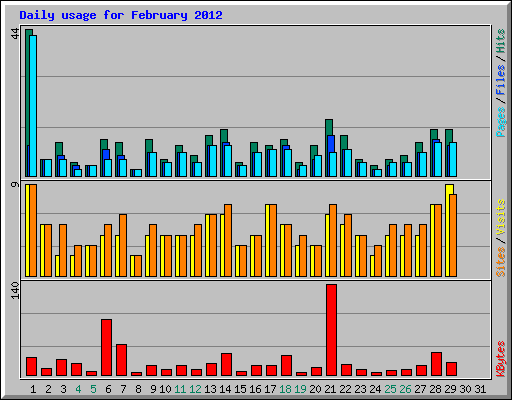 Daily usage for February 2012
44
Pages / Files / Hits
9
Sites / Visits
140
KBytes
1 2 3 4 5 6 7 8 9 10 11 12 13 14 15 16 17 18 19 20 21 22 23 24 25 26 27 28 29 30 31